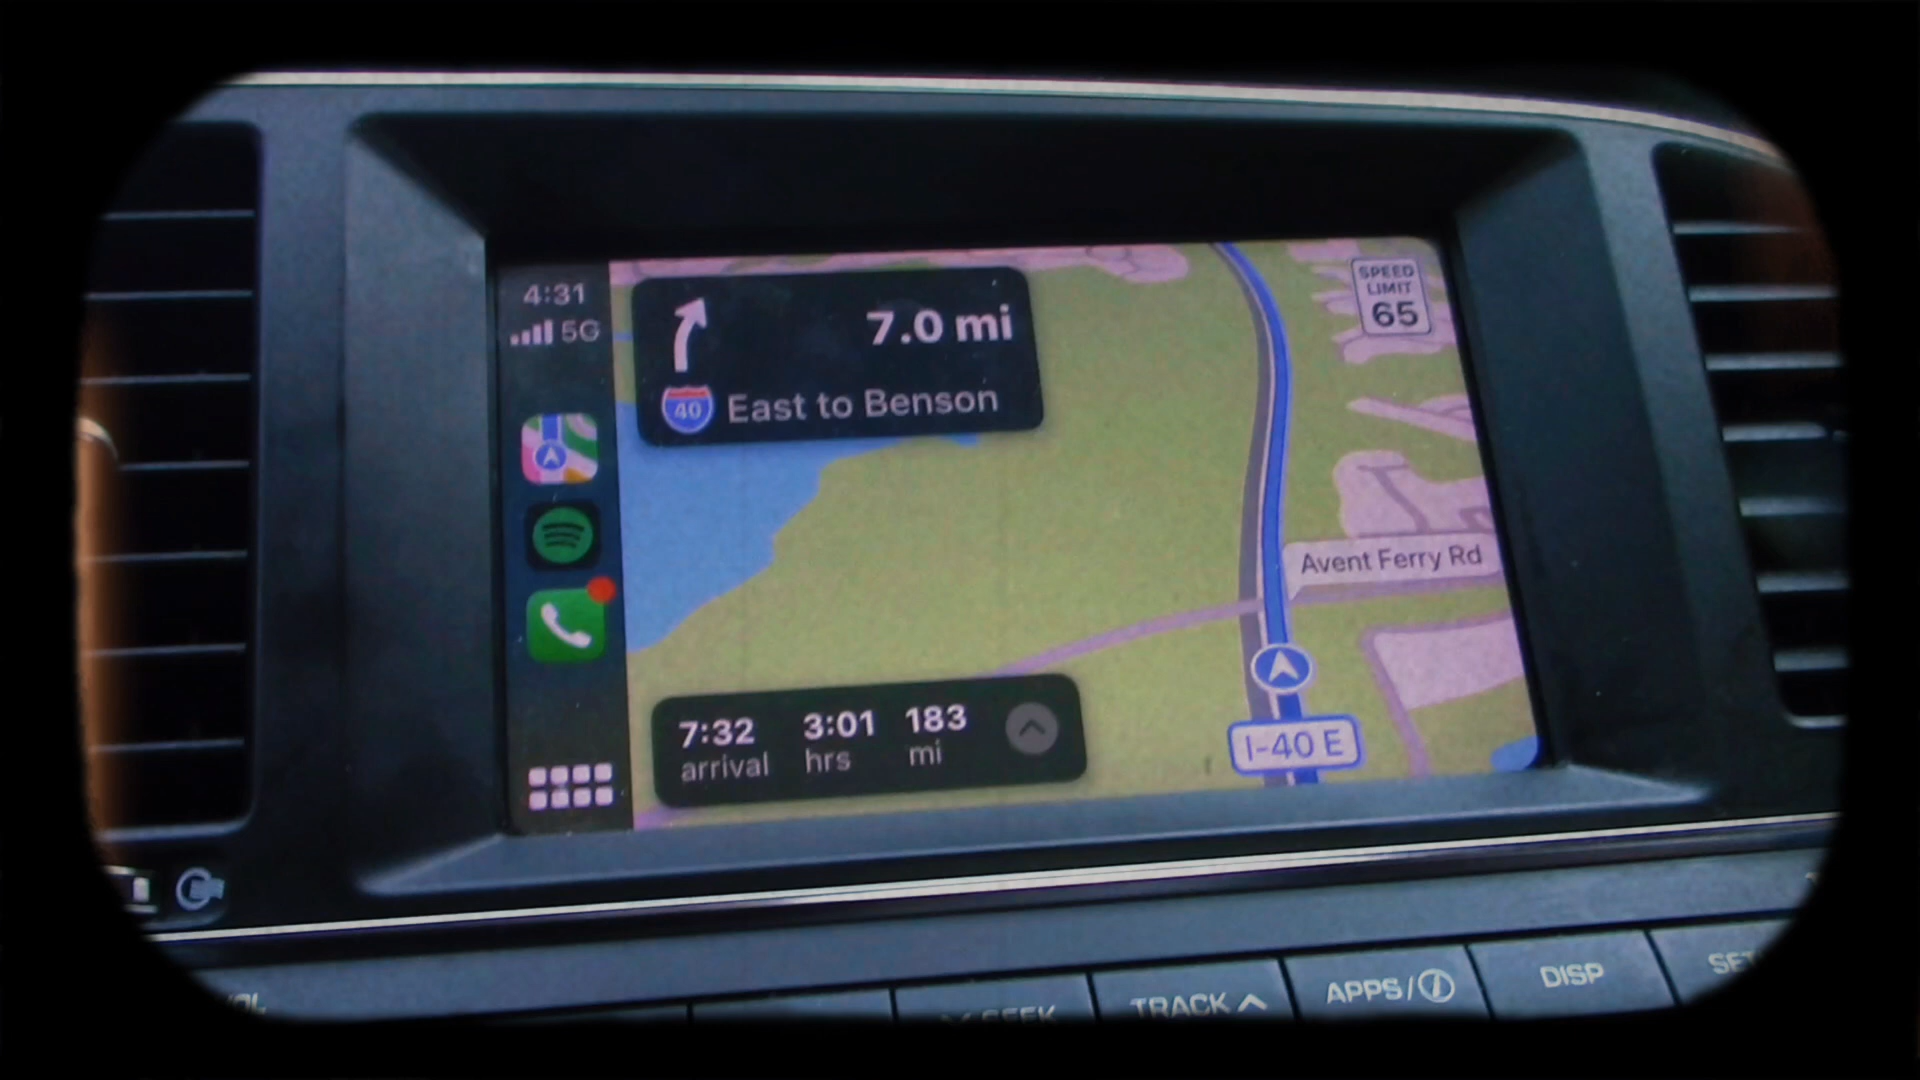 4:31
5G
7.0 mi
40 East to Benson
SPEED
LIMIT
65
Avent Ferry Rd
I-40 E
7:32 3:01 183
arrival hrs mi
SEEK
TRACK
APPS/i
DISP